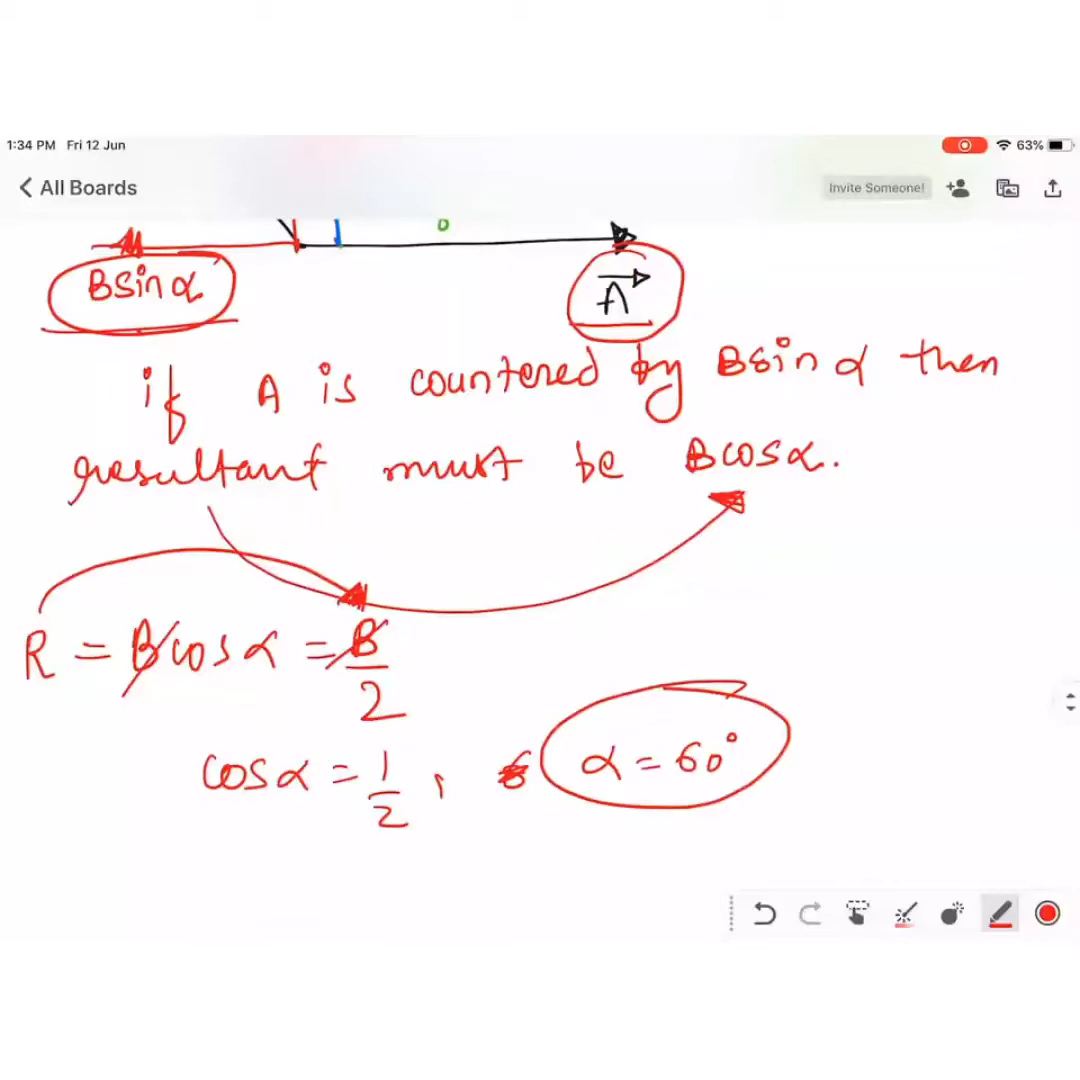 1:34 PM Fri 12 Jun
63%
All Boards
Invite Someone!
0
Bsinα
A
if A is countered by Bsinα then
resultant must be Bcosα.
R = Bcosα = B/2
cosα = 1/2, α = 60°